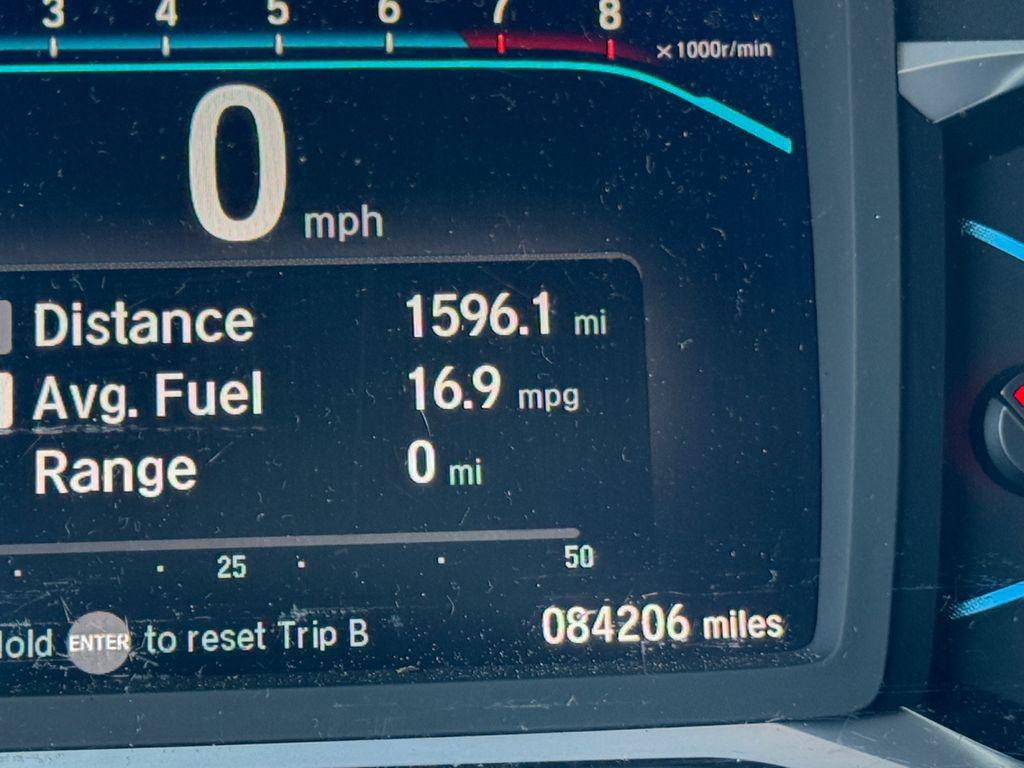 3 4 5 6 7 8
×1000r/min
0 mph
Distance 1596.1 mi
Avg. Fuel 16.9 mpg
Range 0 mi
25 50
ENTER to reset Trip B
084206 miles